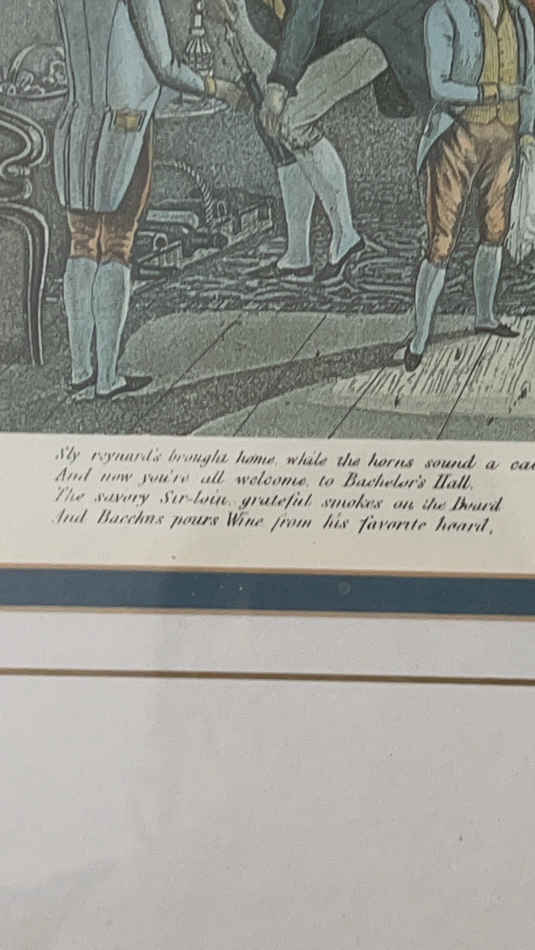 Sly reynard's brought home, while the horns sound a
And now you're all welcome, to Bachelor's Hall,
The savory Sir-loin, grateful smokes on the Board
And Bacchus pours Wine from his favorite hoard,